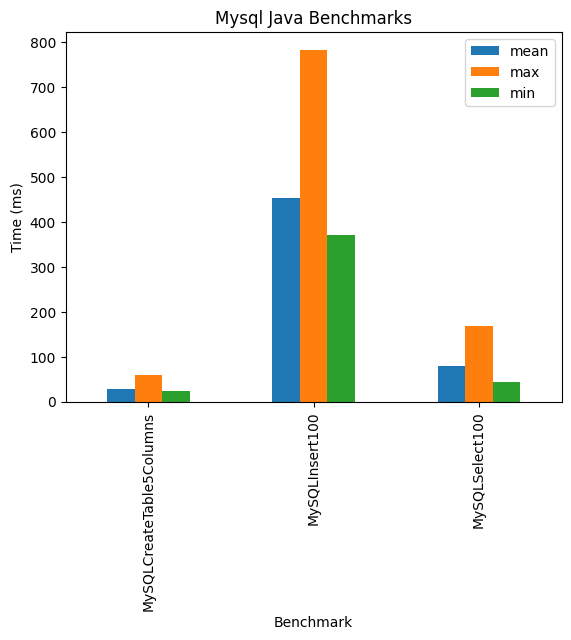 Mysql Java Benchmarks
mean
max
min
800
700
600
500
400
300
200
100
0
Time (ms)
MySQLCreateTable5Columns
MySQLInsert100
MySQLSelect100
Benchmark